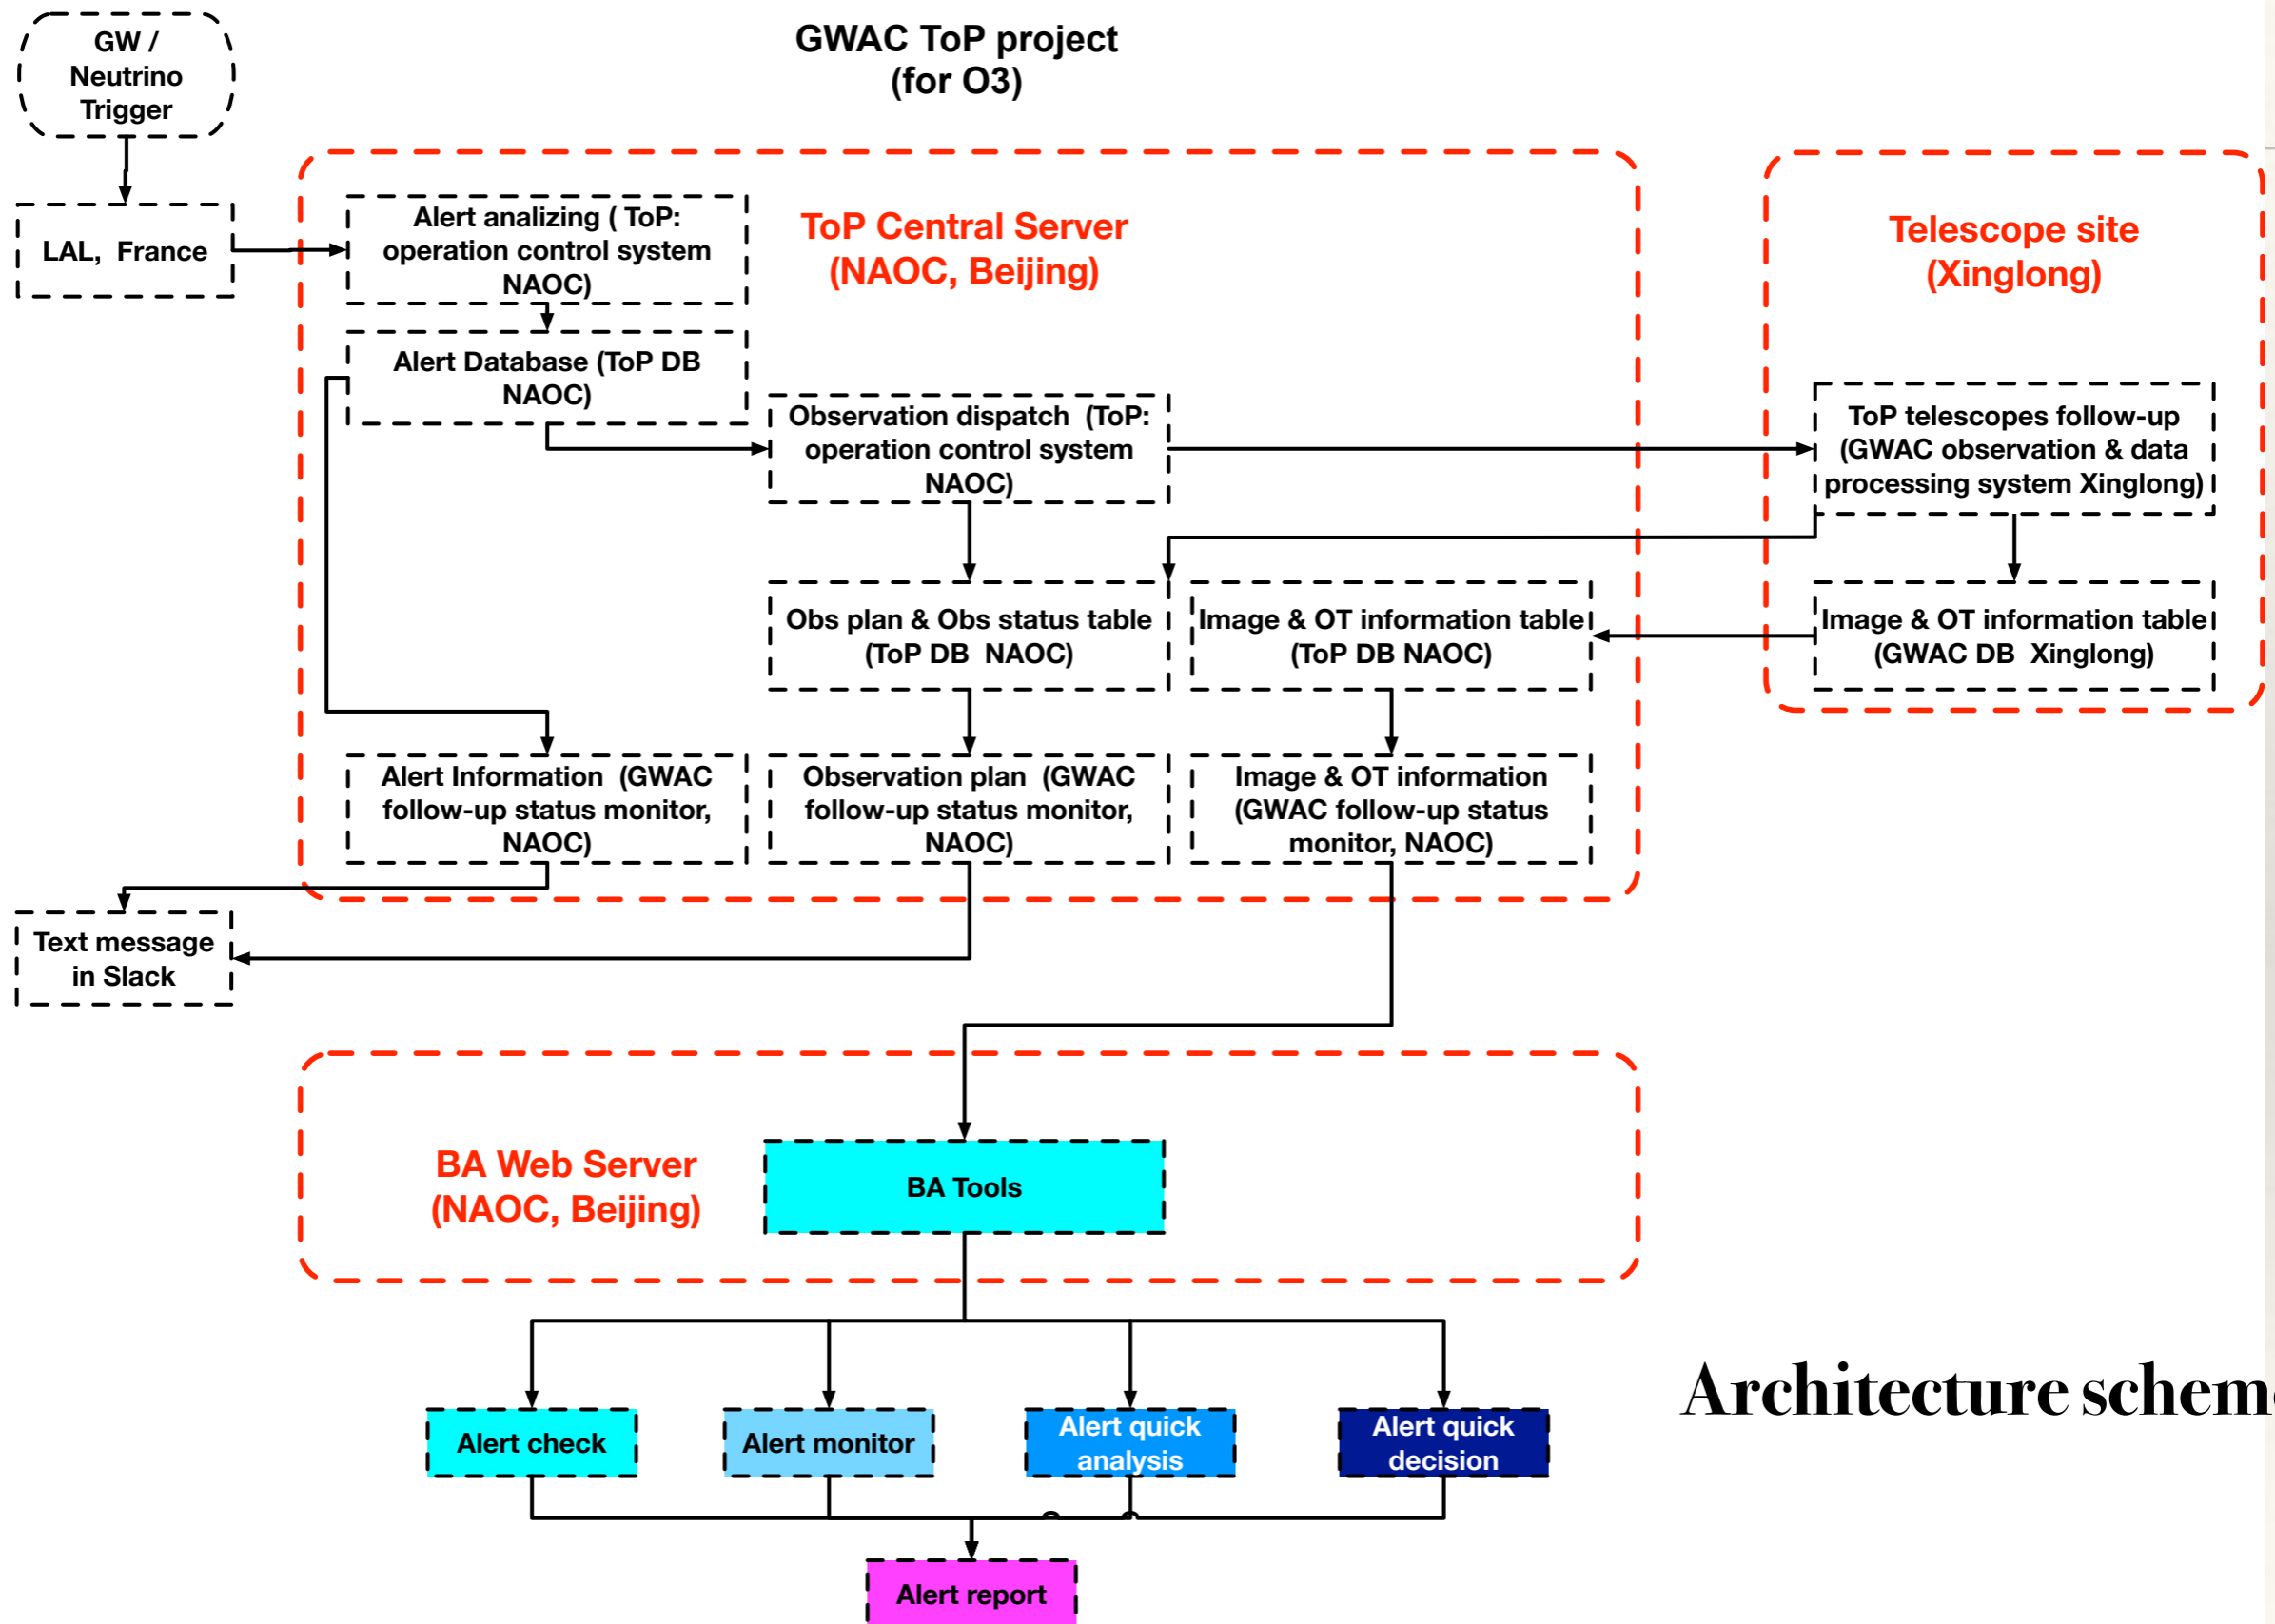 GW /
Neutrino
Trigger
GWAC ToP project
(for O3)
LAL, France
Alert analizing ( ToP:
operation control system
NAOC)
ToP Central Server
(NAOC, Beijing)
Telescope site
(Xinglong)
Alert Database (ToP DB
NAOC)
Observation dispatch (ToP:
operation control system
NAOC)
ToP telescopes follow-up
(GWAC observation & data
processing system Xinglong)
Obs plan & Obs status table
(ToP DB NAOC)
Image & OT information table
(ToP DB NAOC)
Image & OT information table
(GWAC DB Xinglong)
Alert Information (GWAC
follow-up status monitor,
NAOC)
Observation plan (GWAC
follow-up status monitor,
NAOC)
Image & OT information
(GWAC follow-up status
monitor, NAOC)
Text message
in Slack
BA Web Server
(NAOC, Beijing)
BA Tools
Architecture scheme
Alert check
Alert monitor
Alert quick
analysis
Alert quick
decision
Alert report